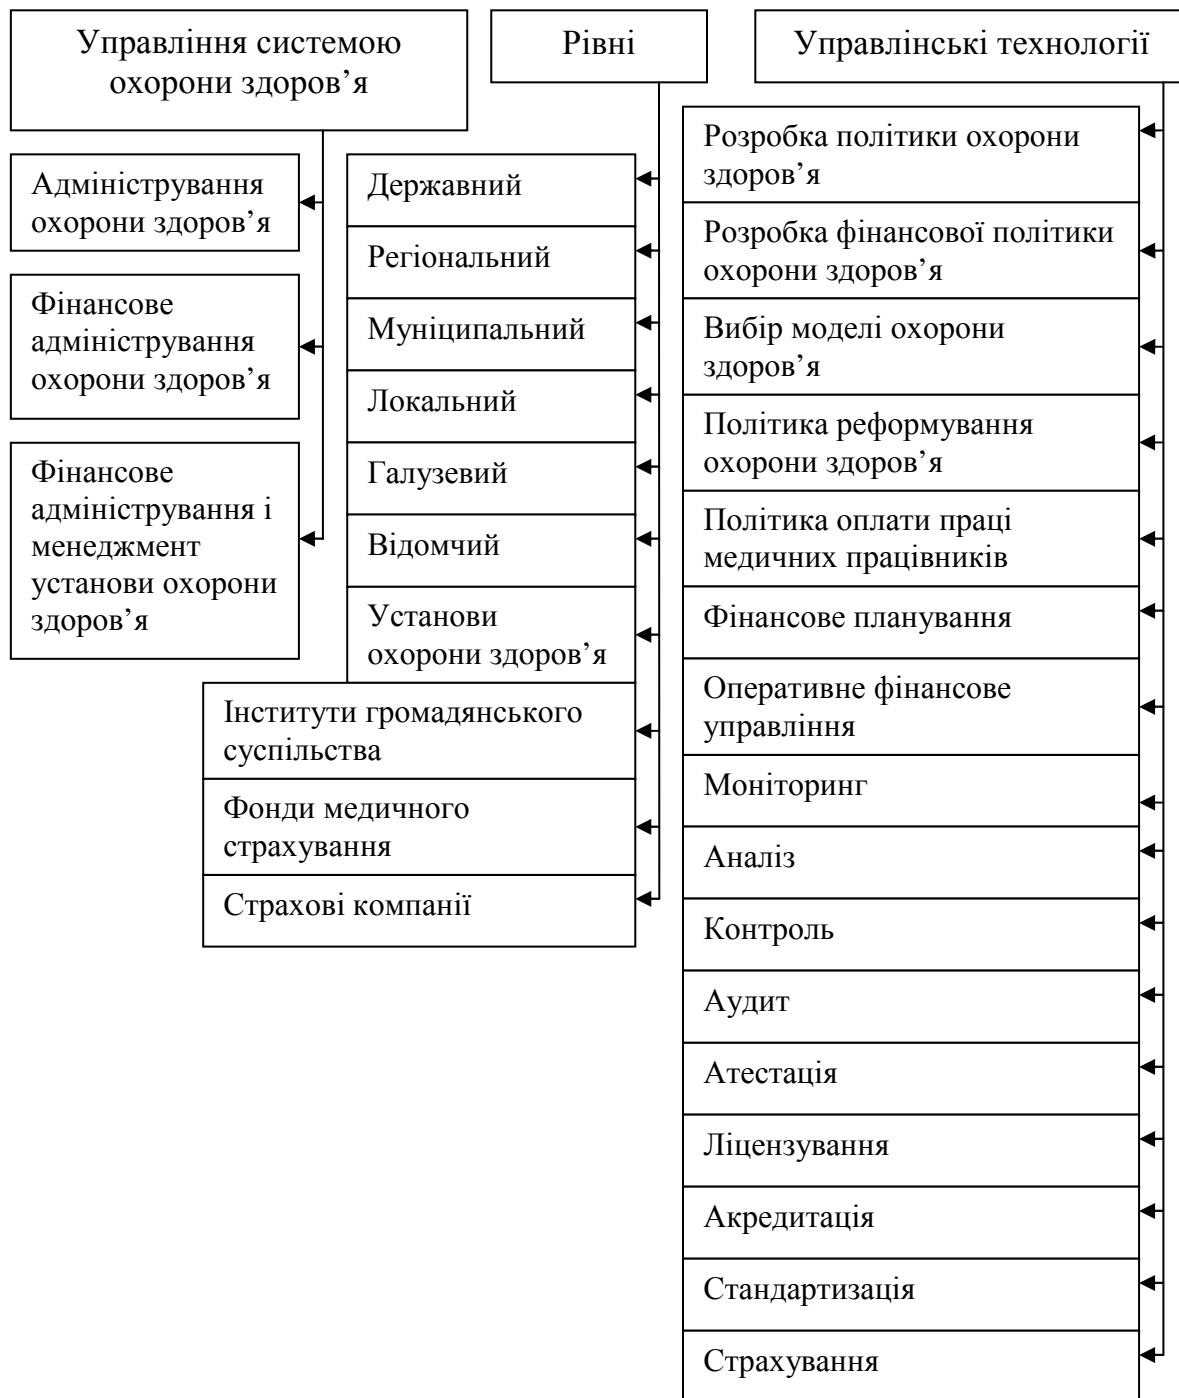 Управління системою
охорони здоров’я
Адміністрування
охорони здоров’я
Фінансове
адміністрування
охорони здоров’я
Фінансове
адміністрування і
менеджмент
установи охорони
здоров’я
Рівні
Державний
Регіональний
Муніципальний
Локальний
Галузевий
Відомчий
Установи
охорони здоров’я
Інститути громадянського
суспільства
Фонди медичного
страхування
Страхові компанії
Управлінські технології
Розробка політики охорони
здоров’я
Розробка фінансової політики
охорони здоров’я
Вибір моделі охорони
здоров’я
Політика реформування
охорони здоров’я
Політика оплати праці
медичних працівників
Фінансове планування
Оперативне фінансове
управління
Моніторинг
Аналіз
Контроль
Аудит
Атестація
Ліцензування
Акредитація
Стандартизація
Страхування